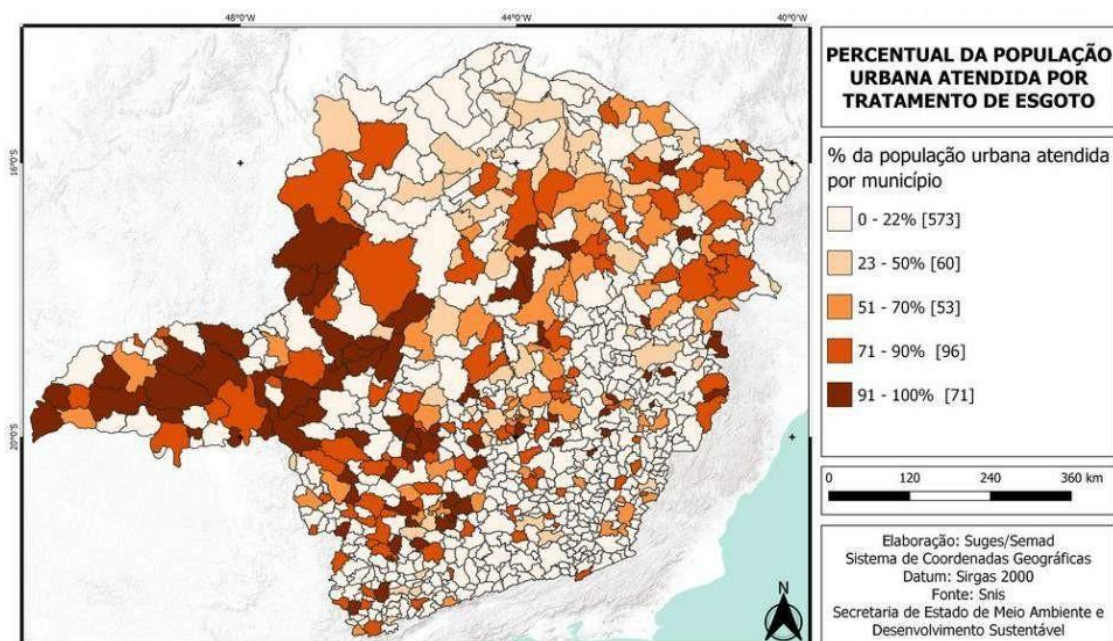 48°0'W 44°0'W 40°0'W
16°0'S
20°0'S
PERCENTUAL DA POPULAÇÃO
URBANA ATENDIDA POR
TRATAMENTO DE ESGOTO
% da população urbana atendida
por município
0 - 22% [573]
23 - 50% [60]
51 - 70% [53]
71 - 90% [96]
91 - 100% [71]
0 120 240 360 km
N
Elaboração: Suges/Semad
Sistema de Coordenadas Geográficas
Datum: Sirgas 2000
Fonte: Snis
Secretaria de Estado de Meio Ambiente e
Desenvolvimento Sustentável